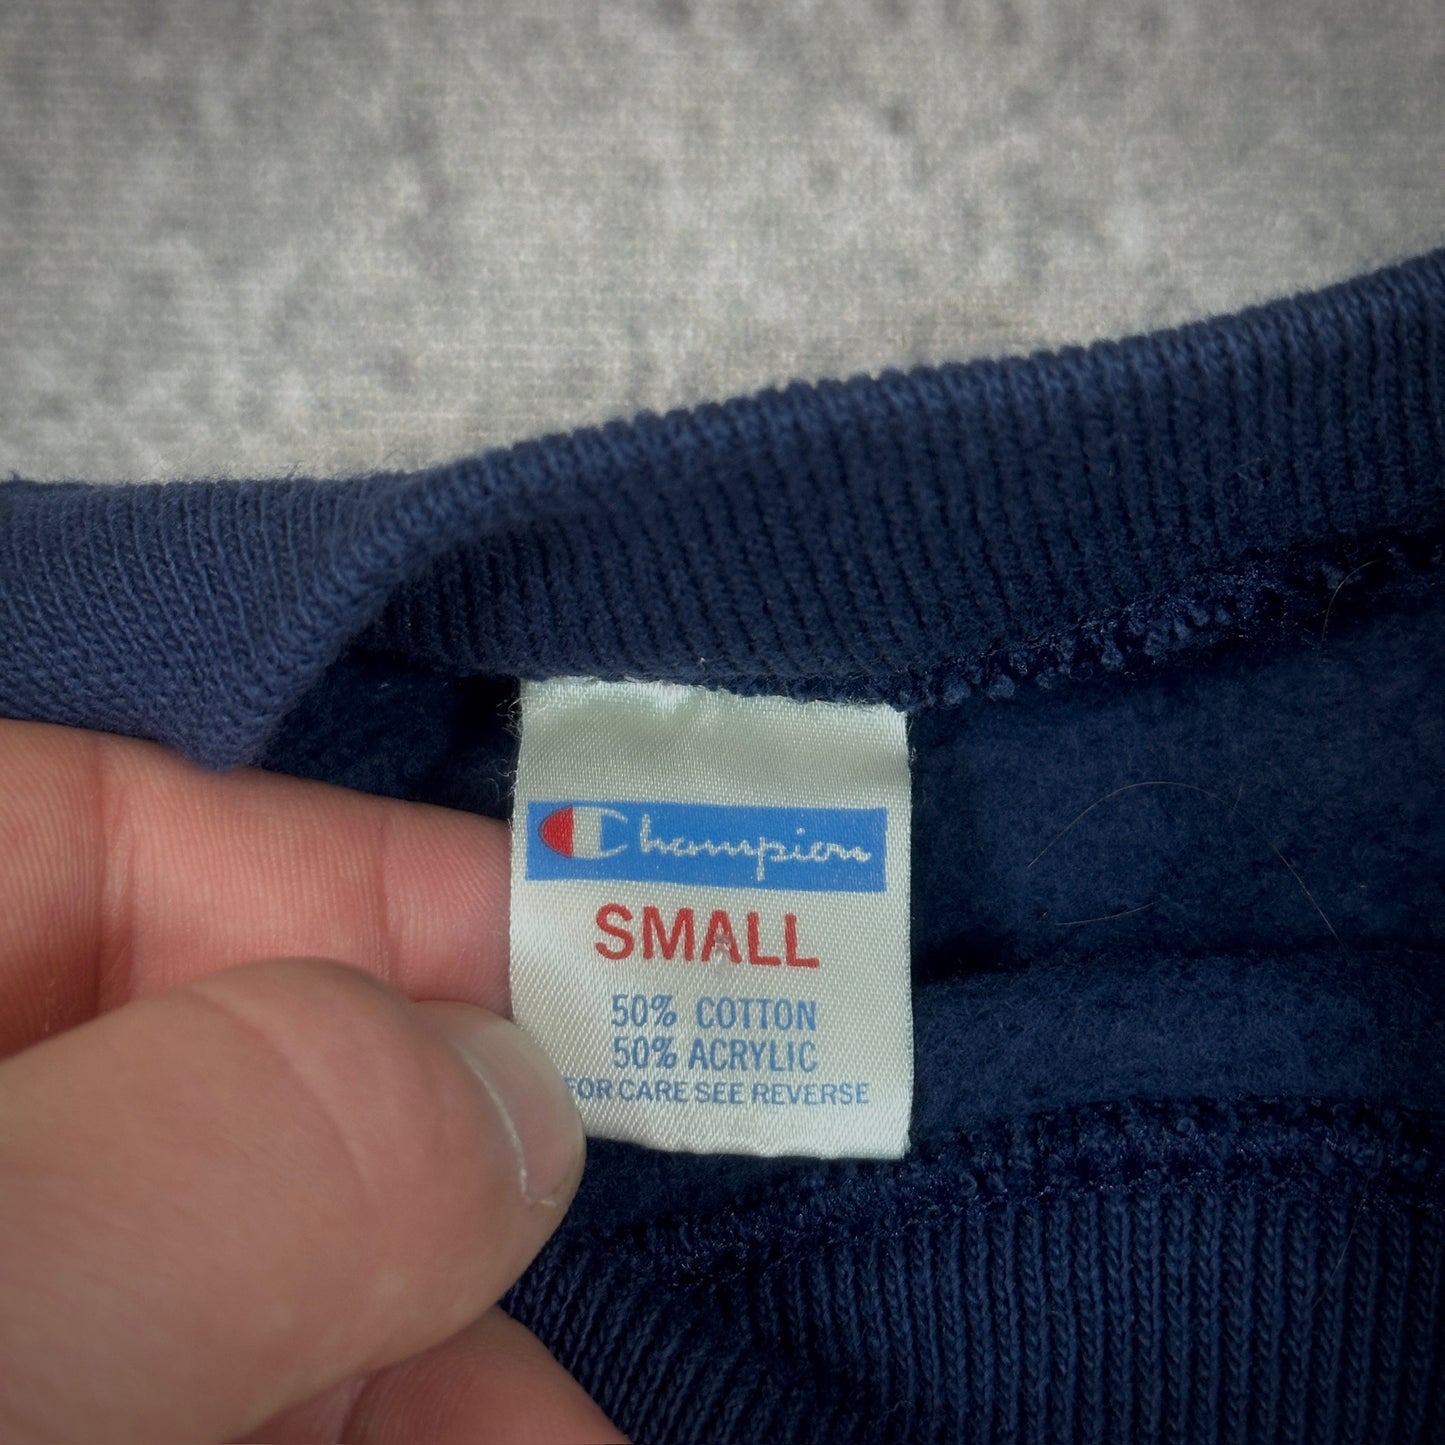 Champion
SMALL
50% COTTON
50% ACRYLIC
FOR CARE SEE REVERSE